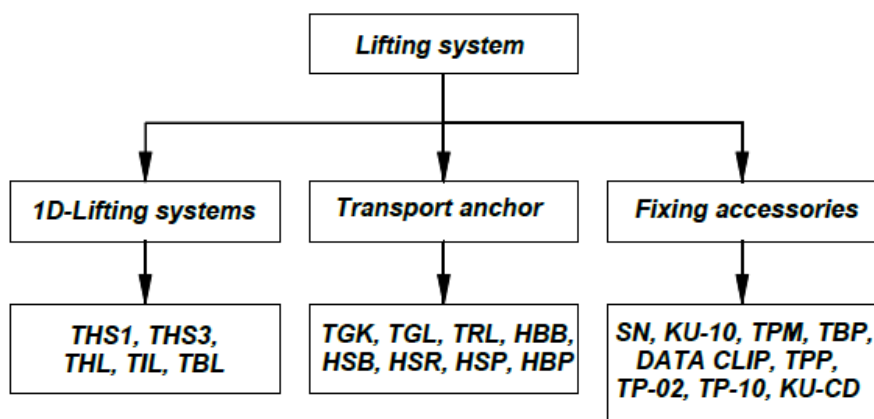 Lifting system
1D-Lifting systems
Transport anchor
Fixing accessories
THS1, THS3,
THL, TIL, TBL
TGK, TGL, TRL, HBB,
HSB, HSR, HSP, HBP
SN, KU-10, TPM, TBP,
DATA CLIP, TPP,
TP-02, TP-10, KU-CD